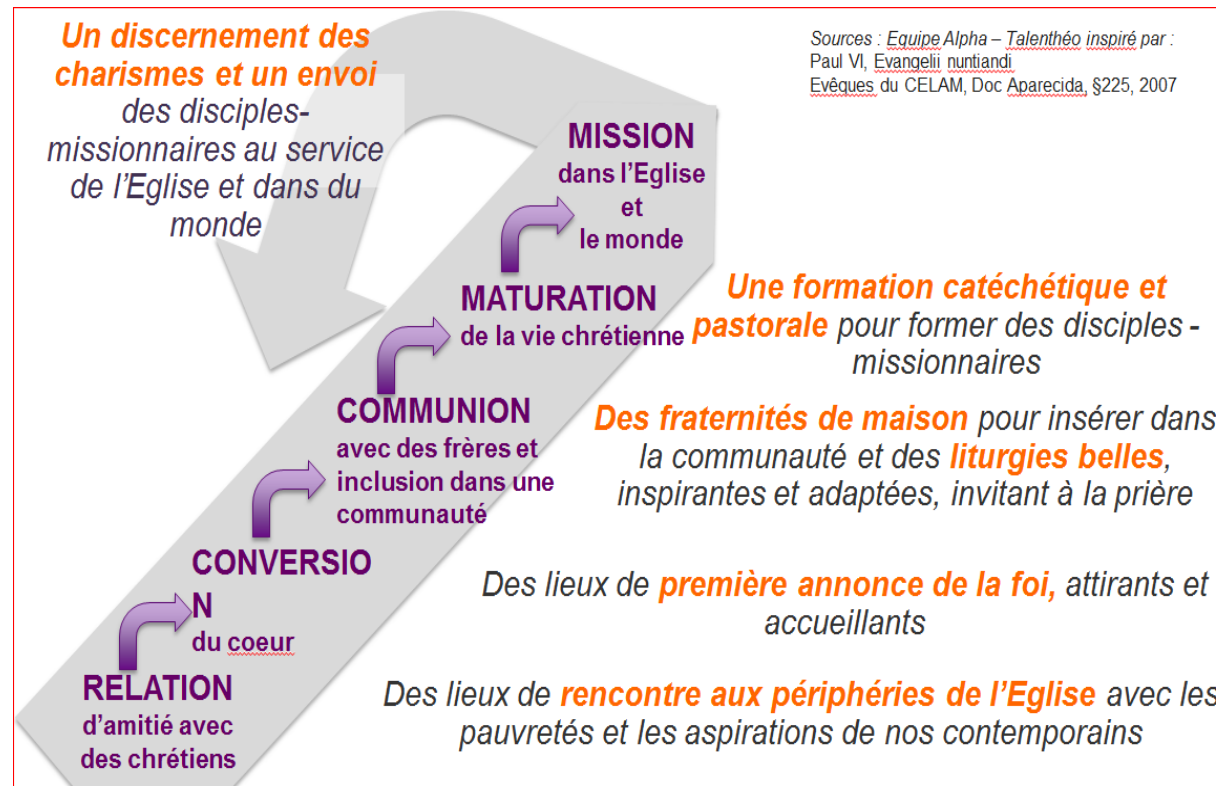 Un discernement des
charismes et un envoi
des disciples-
missionnaires au service
de l'Eglise et dans du
monde
Sources : Equipe Alpha – Talenthéo inspiré par :
Paul VI, Evangelii nuntiandi
Evêques du CELAM, Doc Aparecida, §225, 2007
MISSION
dans l'Eglise
et
le monde
MATURATION
de la vie chrétienne
Une formation catéchétique et
pastorale pour former des disciples -
missionnaires
COMMUNION
avec des frères et
inclusion dans une
communauté
Des fraternités de maison pour insérer dans
la communauté et des liturgies belles,
inspirantes et adaptées, invitant à la prière
CONVERSIO
N
du coeur
Des lieux de première annonce de la foi, attirants et
accueillants
RELATION
d'amitié avec
des chrétiens
Des lieux de rencontre aux périphéries de l'Eglise avec les
pauvretés et les aspirations de nos contemporains